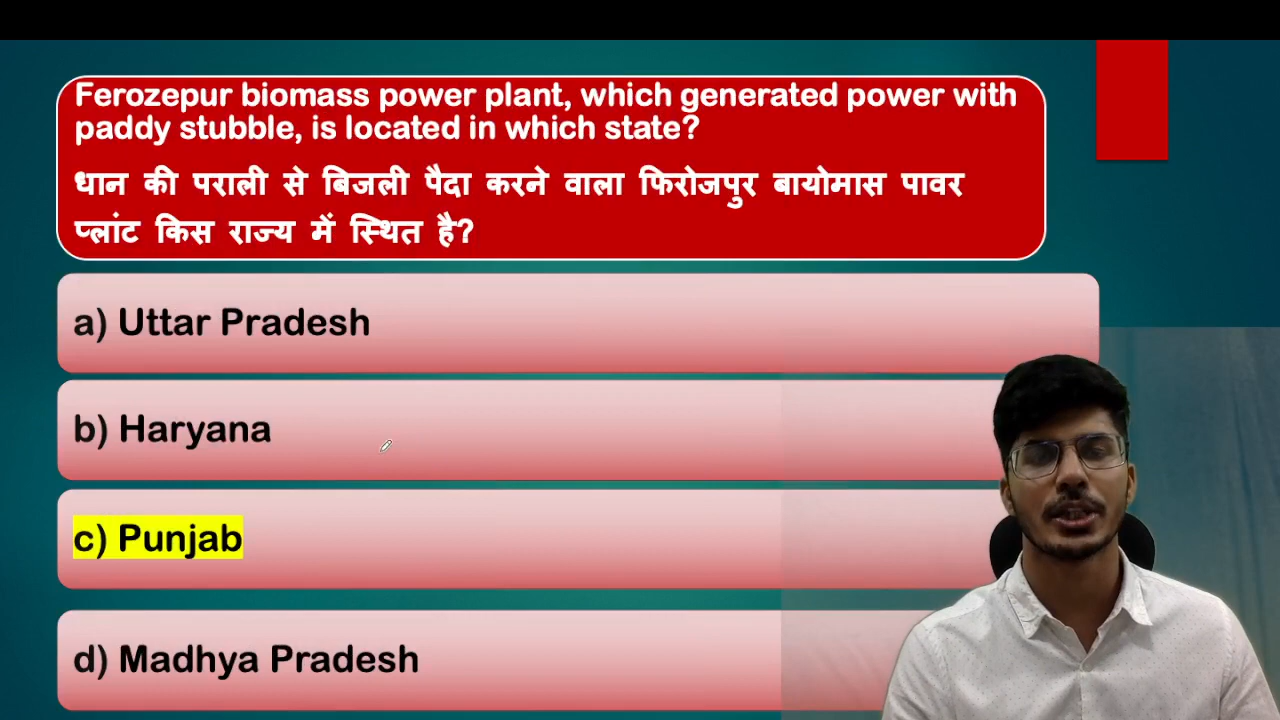 Ferozepur biomass power plant, which generated power with
paddy stubble, is located in which state?
धान की पराली से बिजली पैदा करने वाला फिरोजपुर बायोमास पावर
प्लांट किस राज्य में स्थित है?
a) Uttar Pradesh
b) Haryana
c) Punjab
d) Madhya Pradesh